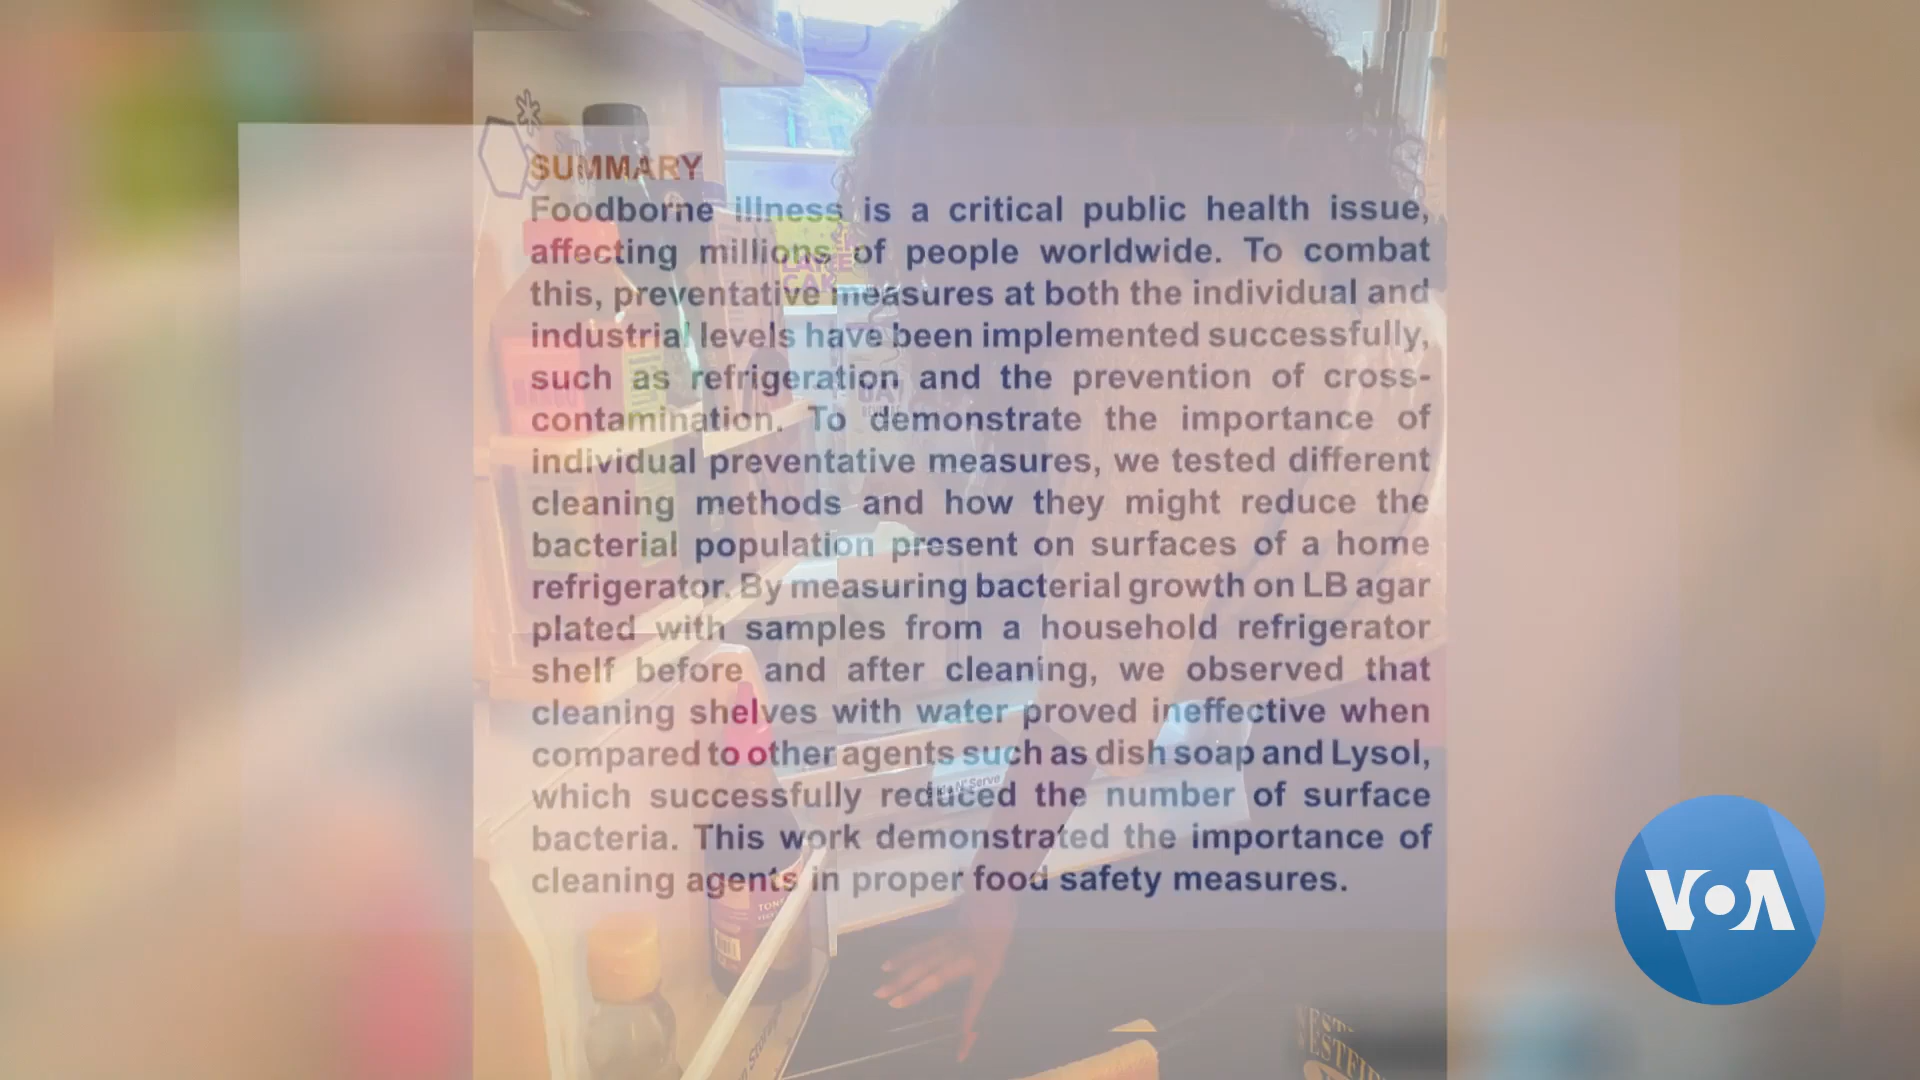 SUMMARY
Foodborne illness is a critical public health issue,
affecting millions of people worldwide. To combat
this, preventative measures at both the individual and
industrial levels have been implemented successfully,
such as refrigeration and the prevention of cross-
contamination. To demonstrate the importance of
individual preventative measures, we tested different
cleaning methods and how they might reduce the
bacterial population present on surfaces of a home
refrigerator. By measuring bacterial growth on LB agar
plated with samples from a household refrigerator
shelf before and after cleaning, we observed that
cleaning shelves with water proved ineffective when
compared to other agents such as dish soap and Lysol,
which successfully reduced the number of surface
bacteria. This work demonstrated the importance of
cleaning agents in proper food safety measures.
VOA